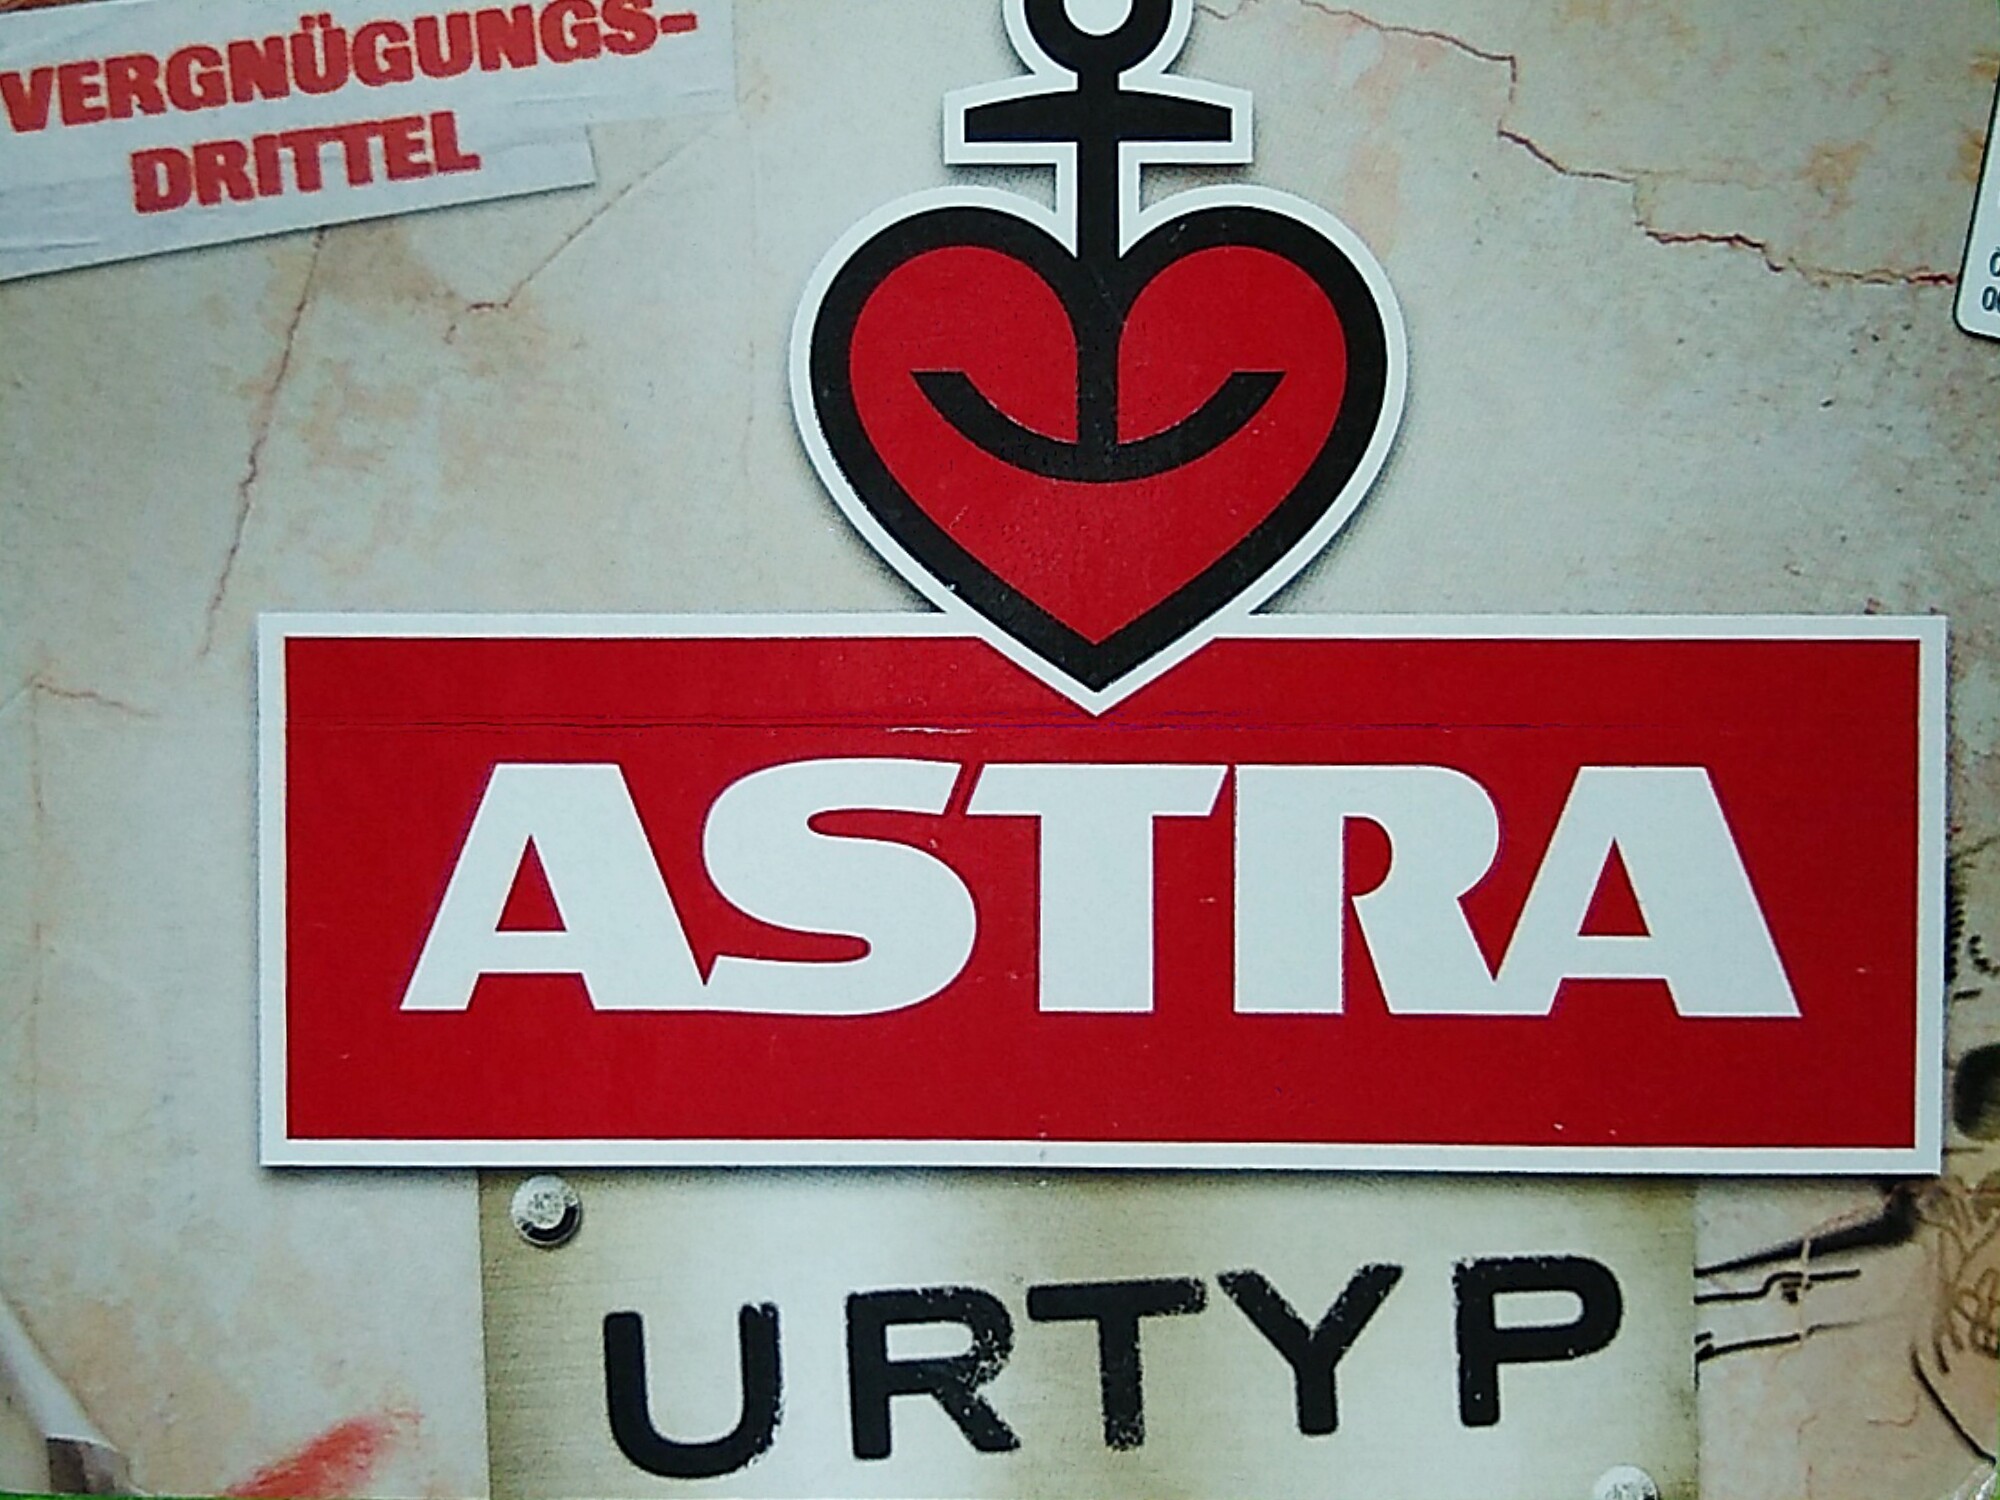 VERGNÜGUNGS-
DRITTEL
ASTRA
URTYP